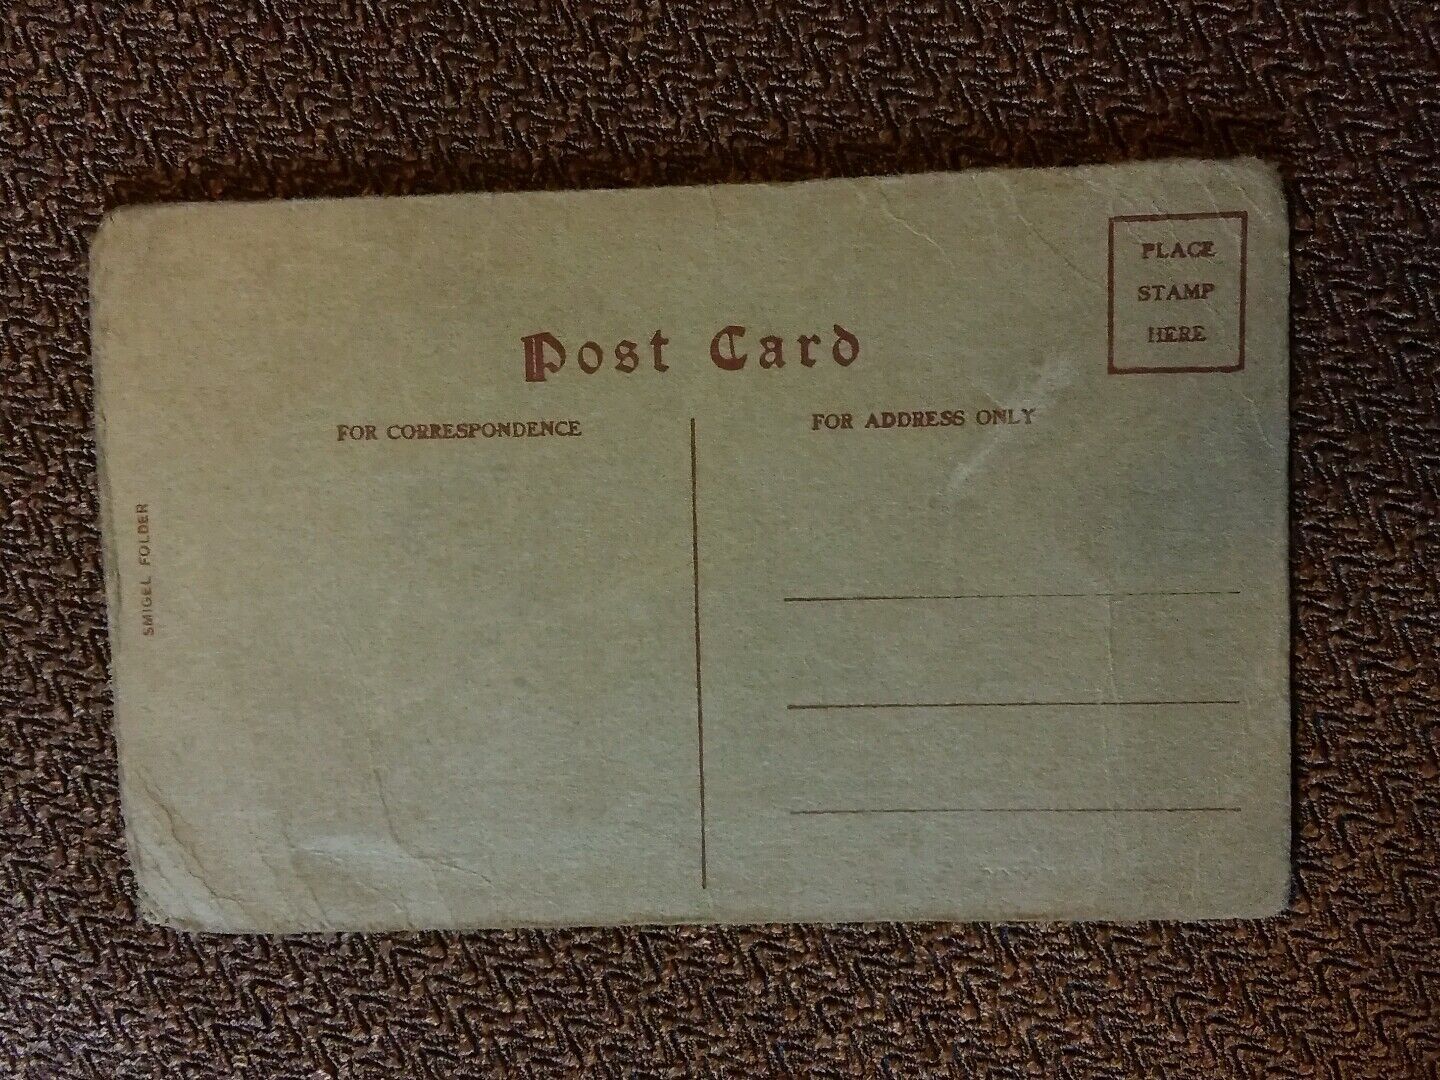 PLACE
STAMP
HERE
Post Card
FOR CORRESPONDENCE
FOR ADDRESS ONLY
SMIGEL FOLDER